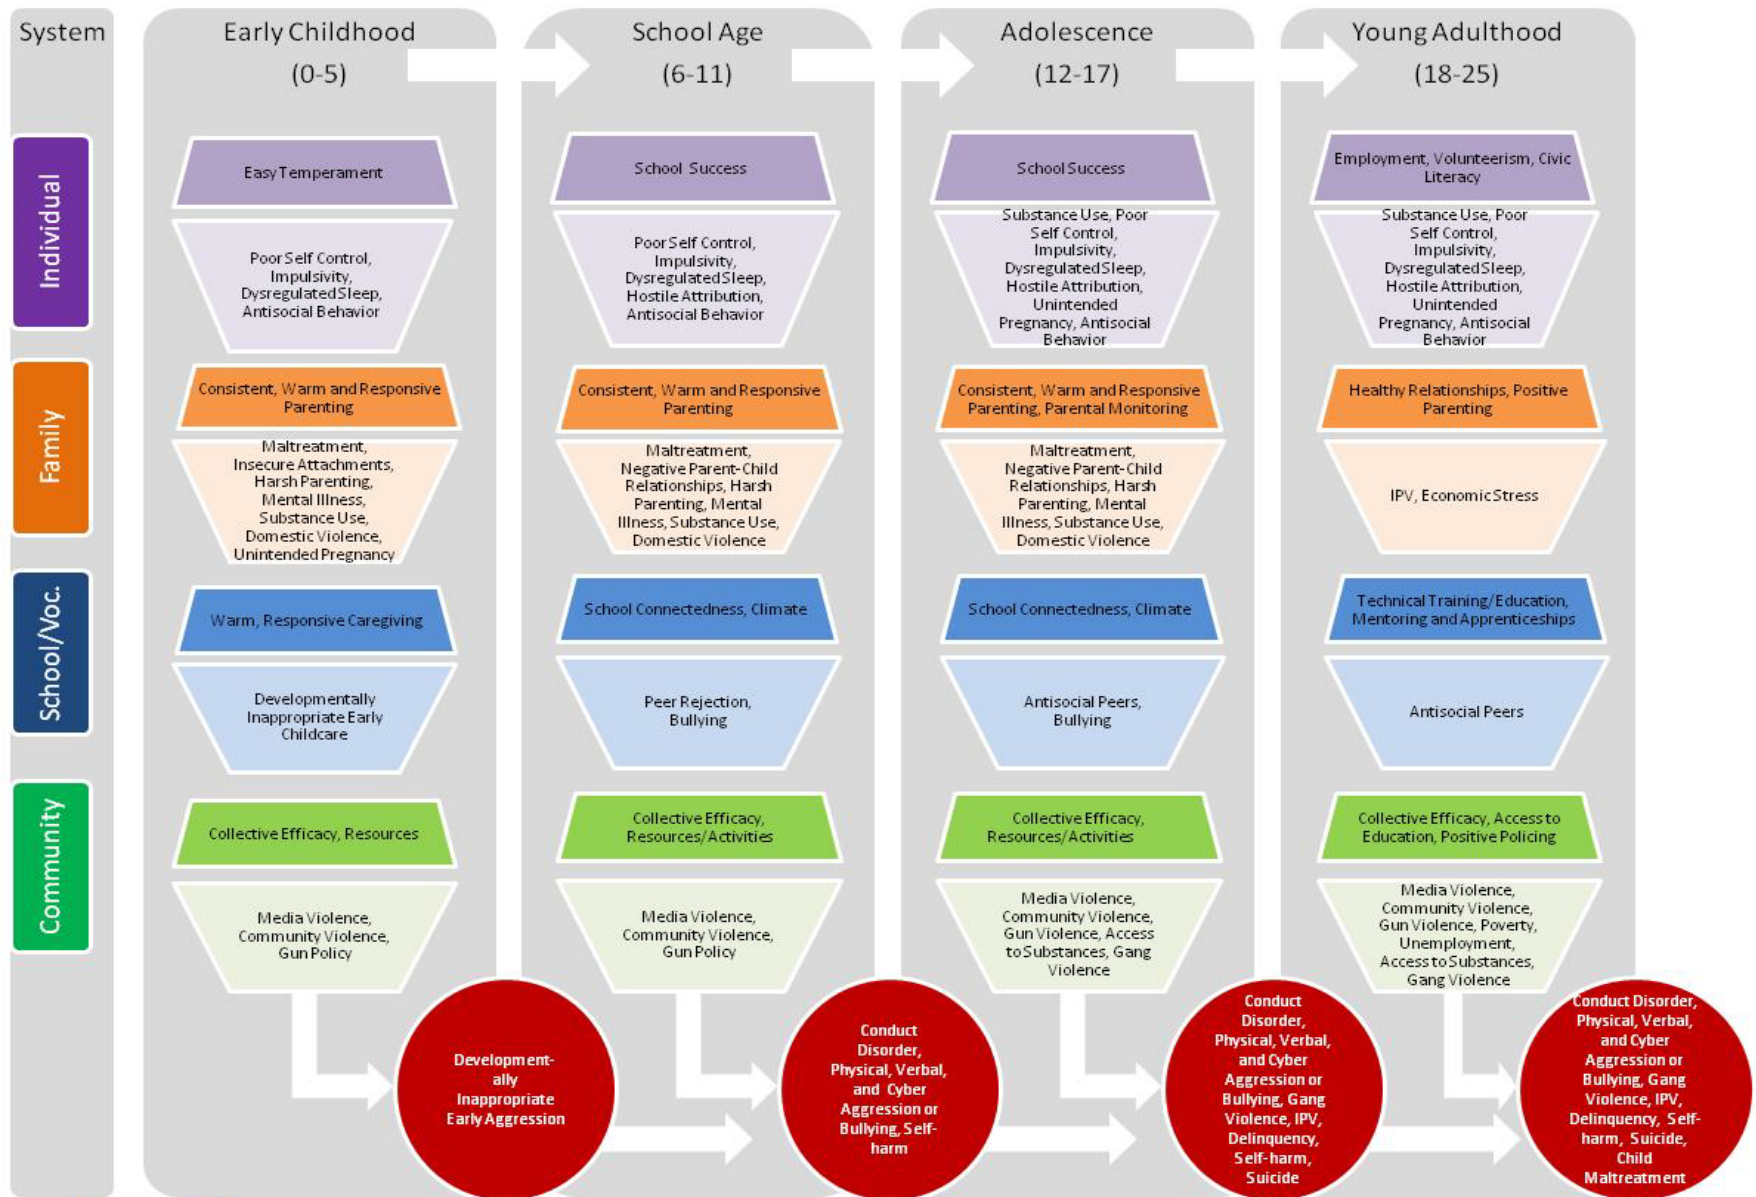 System
Early Childhood
(0-5)
School Age
(6-11)
Adolescence
(12-17)
Young Adulthood
(18-25)
Individual
Easy Temperament
School Success
School Success
Employment, Volunteerism, Civic
Literacy
Poor Self Control,
Impulsivity,
Dysregulated Sleep,
Antisocial Behavior
Poor Self Control,
Impulsivity,
Dysregulated Sleep,
Hostile Attribution,
Antisocial Behavior
Substance Use, Poor
Self Control,
Impulsivity,
Dysregulated Sleep,
Hostile Attribution,
Unintended
Pregnancy, Antisocial
Behavior
Substance Use, Poor
Self Control,
Impulsivity,
Dysregulated Sleep,
Hostile Attribution,
Unintended
Pregnancy, Antisocial
Behavior
Family
Consistent, Warm and Responsive
Parenting
Consistent, Warm and Responsive
Parenting
Consistent, Warm and Responsive
Parenting, Parental Monitoring
Healthy Relationships, Positive
Parenting
Maltreatment,
Insecure Attachments,
Harsh Parenting,
Mental Illness,
Substance Use,
Domestic Violence,
Unintended Pregnancy
Maltreatment,
Negative Parent-Child
Relationships, Harsh
Parenting, Mental
Illness, Substance Use,
Domestic Violence
Maltreatment,
Negative Parent-Child
Relationships, Harsh
Parenting, Mental
Illness, Substance Use,
Domestic Violence
IPV, Economic Stress
School/Voc.
Warm, Responsive Caregiving
School Connectedness, Climate
School Connectedness, Climate
Technical Training/Education,
Mentoring and Apprenticeships
Developmentally
Inappropriate Early
Childcare
Peer Rejection,
Bullying
Antisocial Peers,
Bullying
Antisocial Peers
Community
Collective Efficacy, Resources
Collective Efficacy,
Resources/Activities
Collective Efficacy,
Resources/Activities
Collective Efficacy, Access to
Education, Positive Policing
Media Violence,
Community Violence,
Gun Policy
Media Violence,
Community Violence,
Gun Policy
Media Violence,
Community Violence,
Gun Violence, Access
to Substances, Gang
Violence
Media Violence,
Community Violence,
Gun Violence, Poverty,
Unemployment,
Access to Substances,
Gang Violence
Development-
ally
Inappropriate
Early Aggression
Conduct
Disorder,
Physical, Verbal,
and Cyber
Aggression or
Bullying, Self-
harm
Conduct
Disorder,
Physical, Verbal,
and Cyber
Aggression or
Bullying, Gang
Violence, IPV,
Delinquency,
Self-harm,
Suicide
Conduct Disorder,
Physical, Verbal,
and Cyber
Aggression or
Bullying, Gang
Violence, IPV,
Delinquency, Self-
harm, Suicide,
Child
Maltreatment